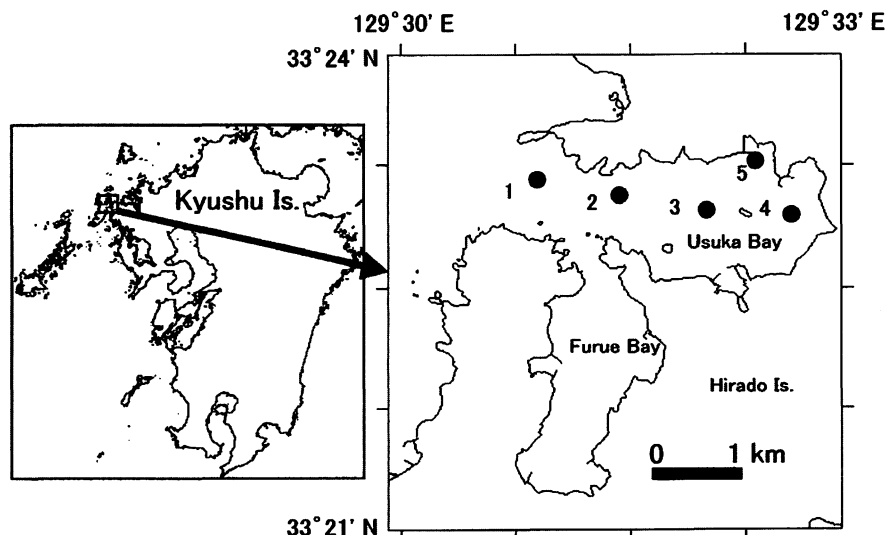 129°30' E
129°33' E
33°24' N
Kyushu Is.
1
2
3
4
5
Usuka Bay
Furue Bay
Hirado Is.
0 1 km
33°21' N